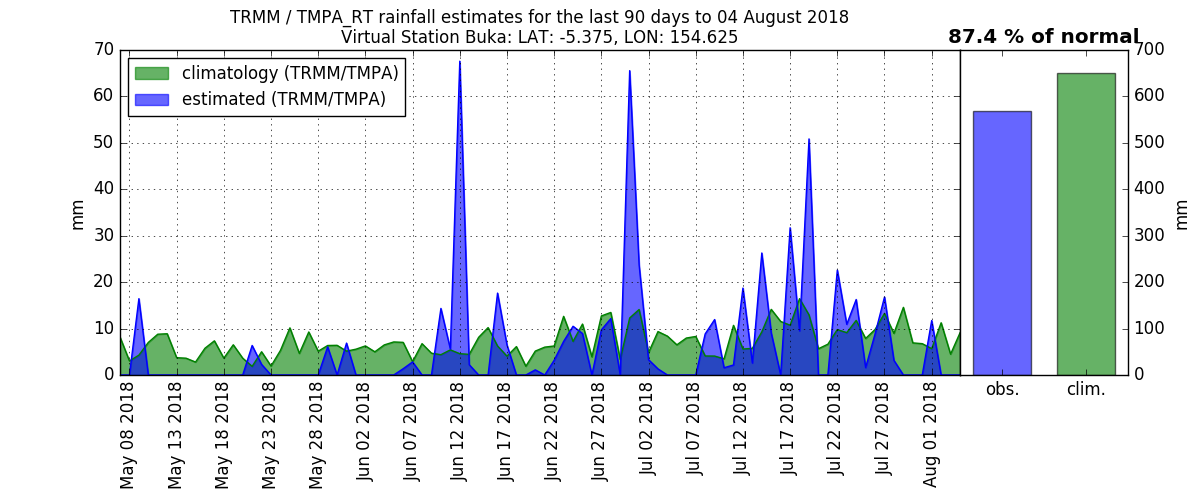 TRMM / TMPA_RT rainfall estimates for the last 90 days to 04 August 2018
Virtual Station Buka: LAT: -5.375, LON: 154.625
87.4 % of normal
climatology (TRMM/TMPA)
estimated (TRMM/TMPA)
mm
70
60
50
40
30
20
10
0
May 08 2018
May 13 2018
May 18 2018
May 23 2018
May 28 2018
Jun 02 2018
Jun 07 2018
Jun 12 2018
Jun 17 2018
Jun 22 2018
Jun 27 2018
Jul 02 2018
Jul 07 2018
Jul 12 2018
Jul 17 2018
Jul 22 2018
Jul 27 2018
Aug 01 2018
obs.
clim.
700
600
500
400
300
200
100
0
mm